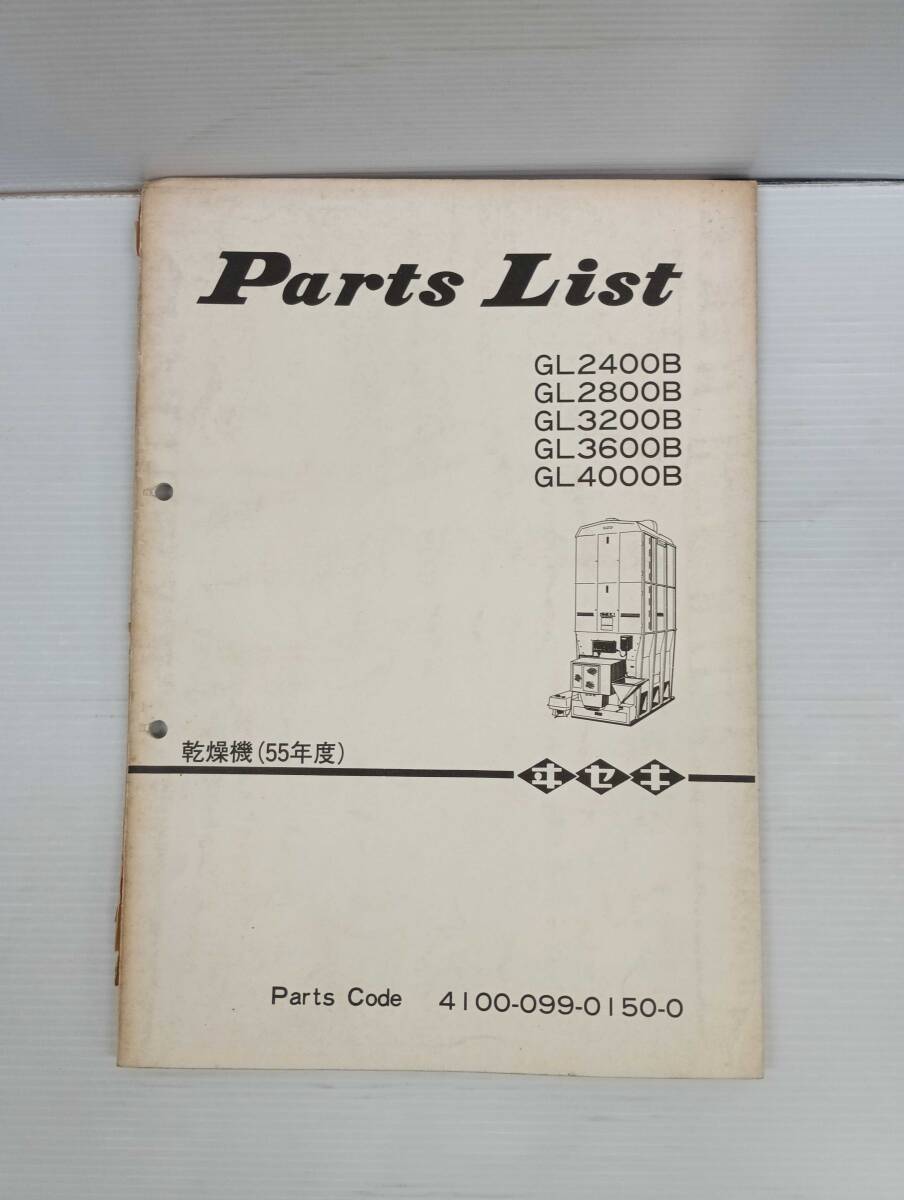 Parts List
GL2400B
GL2800B
GL3200B
GL3600B
GL4000B
乾燥機(55年度)
ヰセキ
Parts Code 4100-099-0150-0